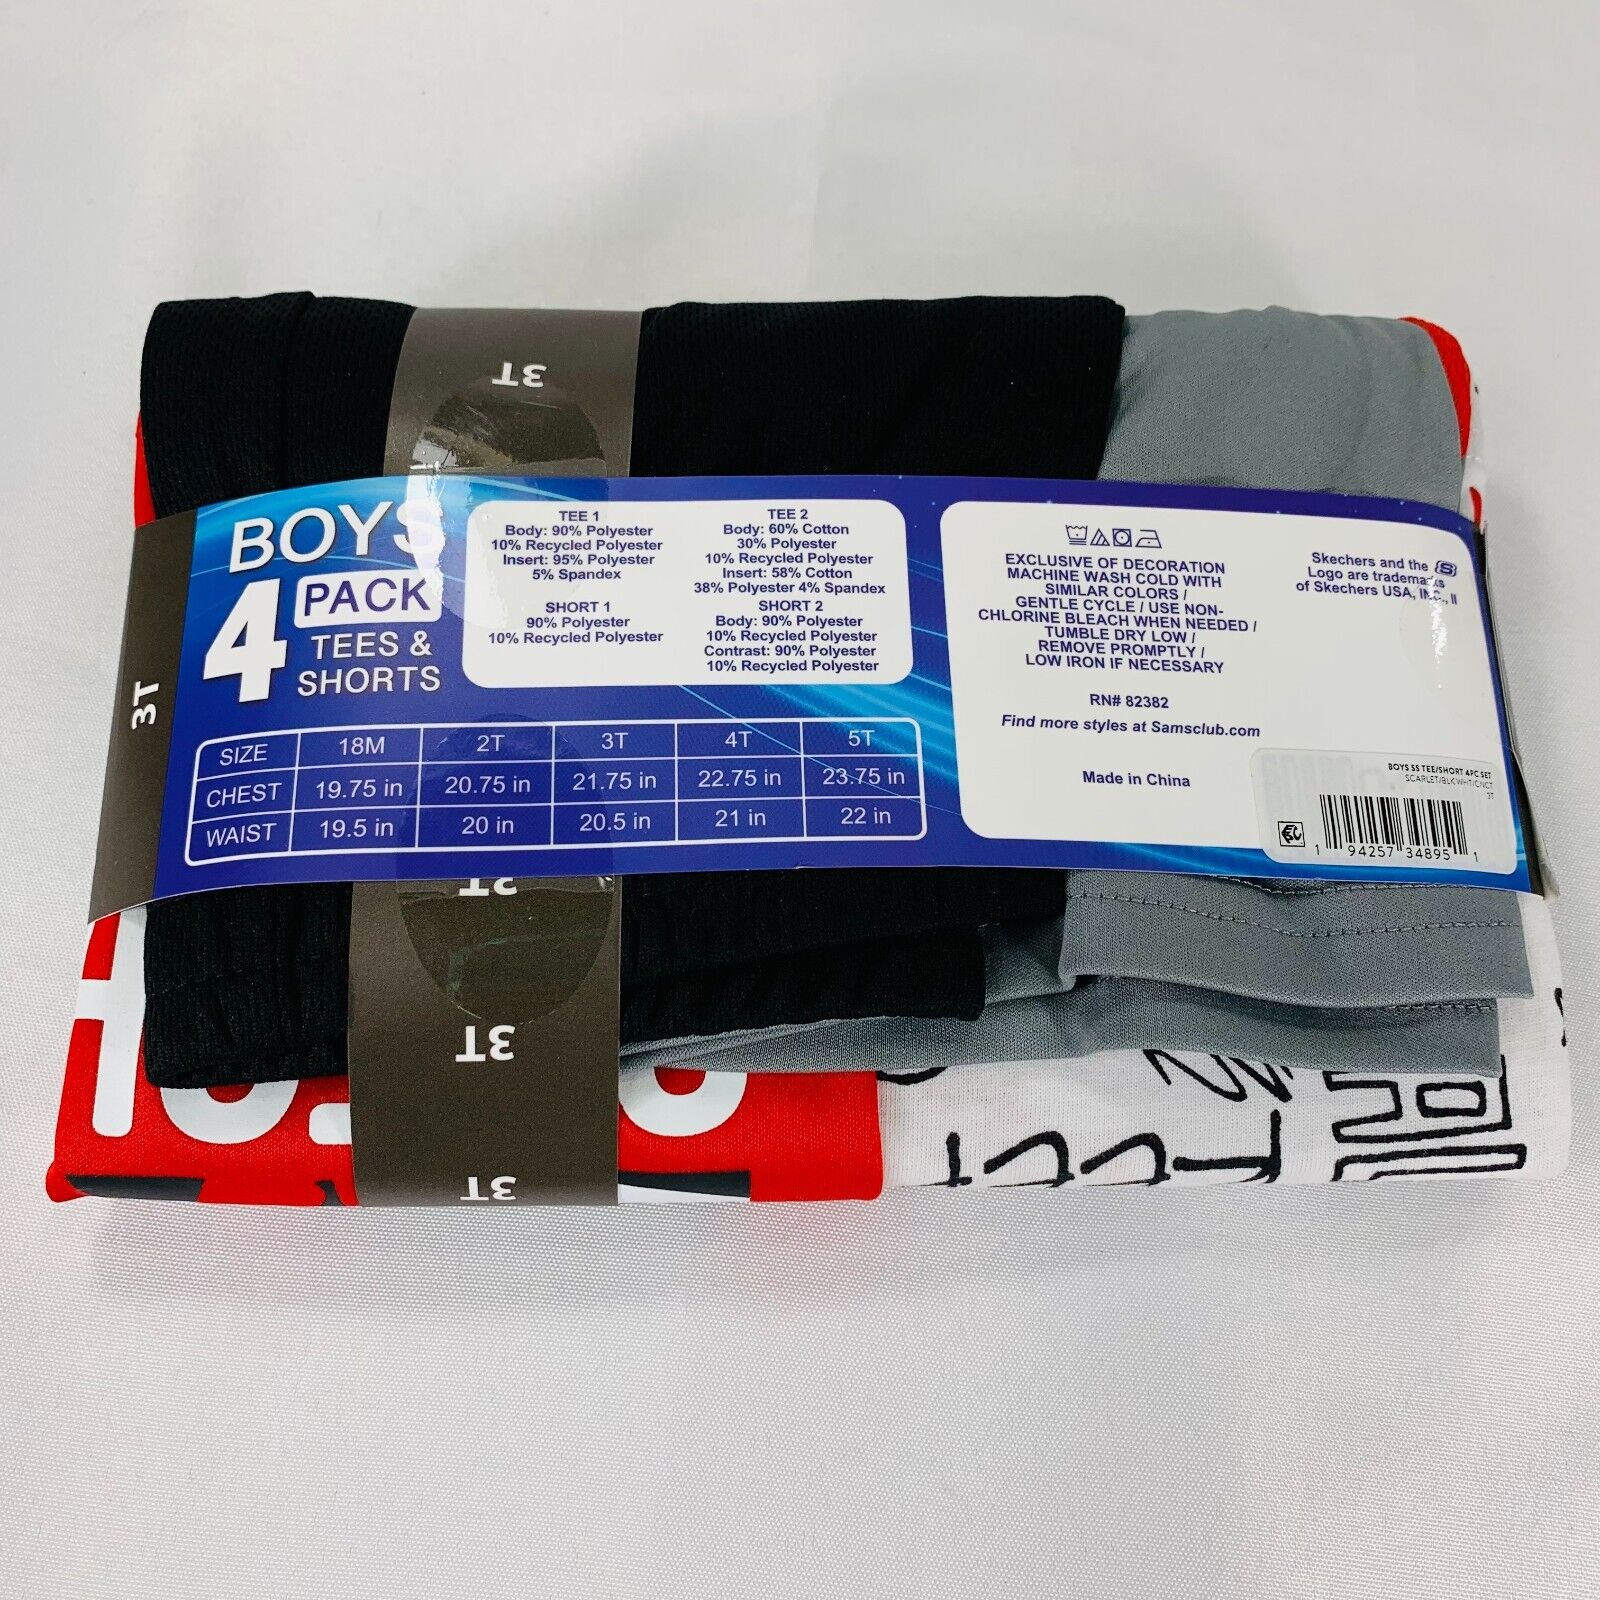 3T
BOYS
4 PACK
TEES &
SHORTS
3T
TEE 1
Body: 90% Polyester
10% Recycled Polyester
Insert: 95% Polyester
5% Spandex
SHORT 1
90% Polyester
10% Recycled Polyester
TEE 2
Body: 60% Cotton
30% Polyester
10% Recycled Polyester
Insert: 58% Cotton
38% Polyester 4% Spandex
SHORT 2
Body: 90% Polyester
10% Recycled Polyester
Contrast: 90% Polyester
10% Recycled Polyester
SIZE 18M 2T 3T 4T 5T
CHEST 19.75 in 20.75 in 21.75 in 22.75 in 23.75 in
WAIST 19.5 in 20 in 20.5 in 21 in 22 in
EXCLUSIVE OF DECORATION
MACHINE WASH COLD WITH
SIMILAR COLORS /
GENTLE CYCLE / USE NON-
CHLORINE BLEACH WHEN NEEDED /
TUMBLE DRY LOW /
REMOVE PROMPTLY /
LOW IRON IF NECESSARY
RN# 82382
Find more styles at Samsclub.com
Made in China
Skechers and the S
Logo are trademarks
of Skechers USA, INC., II
BOYS SS TEE/SHORT 4PC SET
SCARLET/BLKWHT/CNCT
3T
1 94257 34895 1
3T
3T
3T